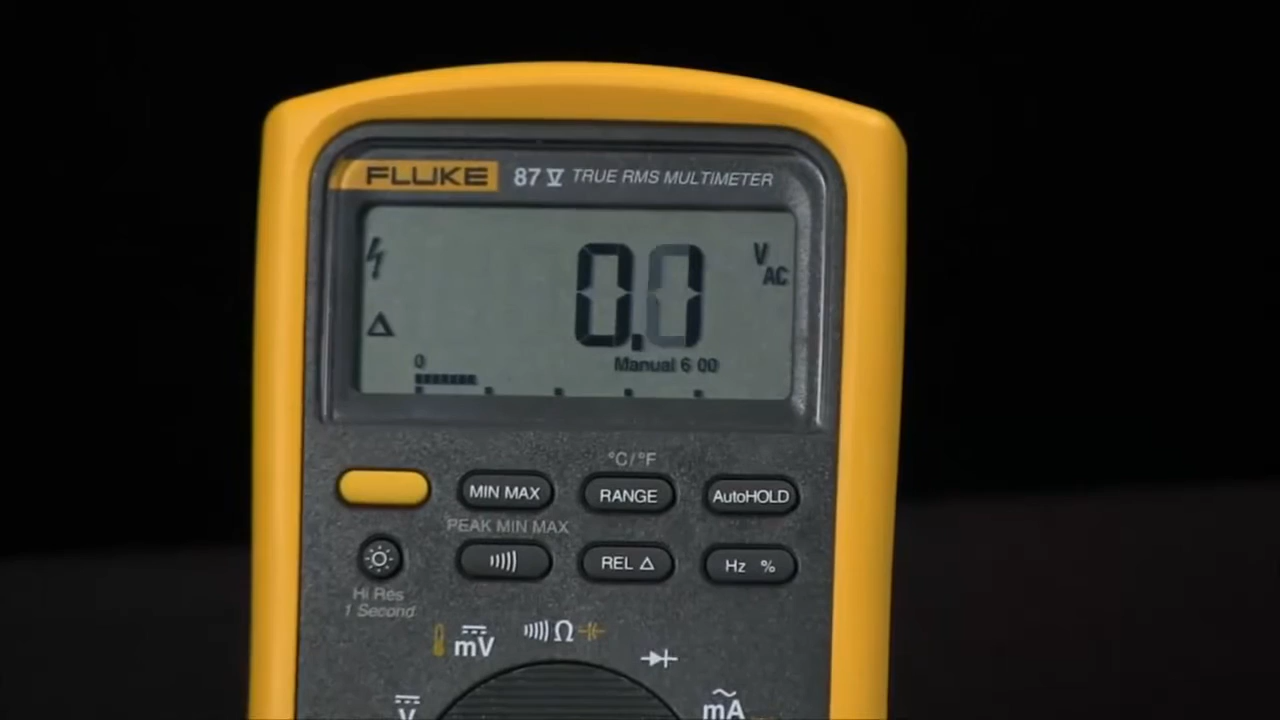 FLUKE 87 V TRUE RMS MULTIMETER
0.0 V AC
0
Manual 6 00
°C/°F
MIN MAX RANGE AutoHOLD
PEAK MIN MAX
REL Δ Hz %
Hi Res
1 Second
mV Ω
V mA